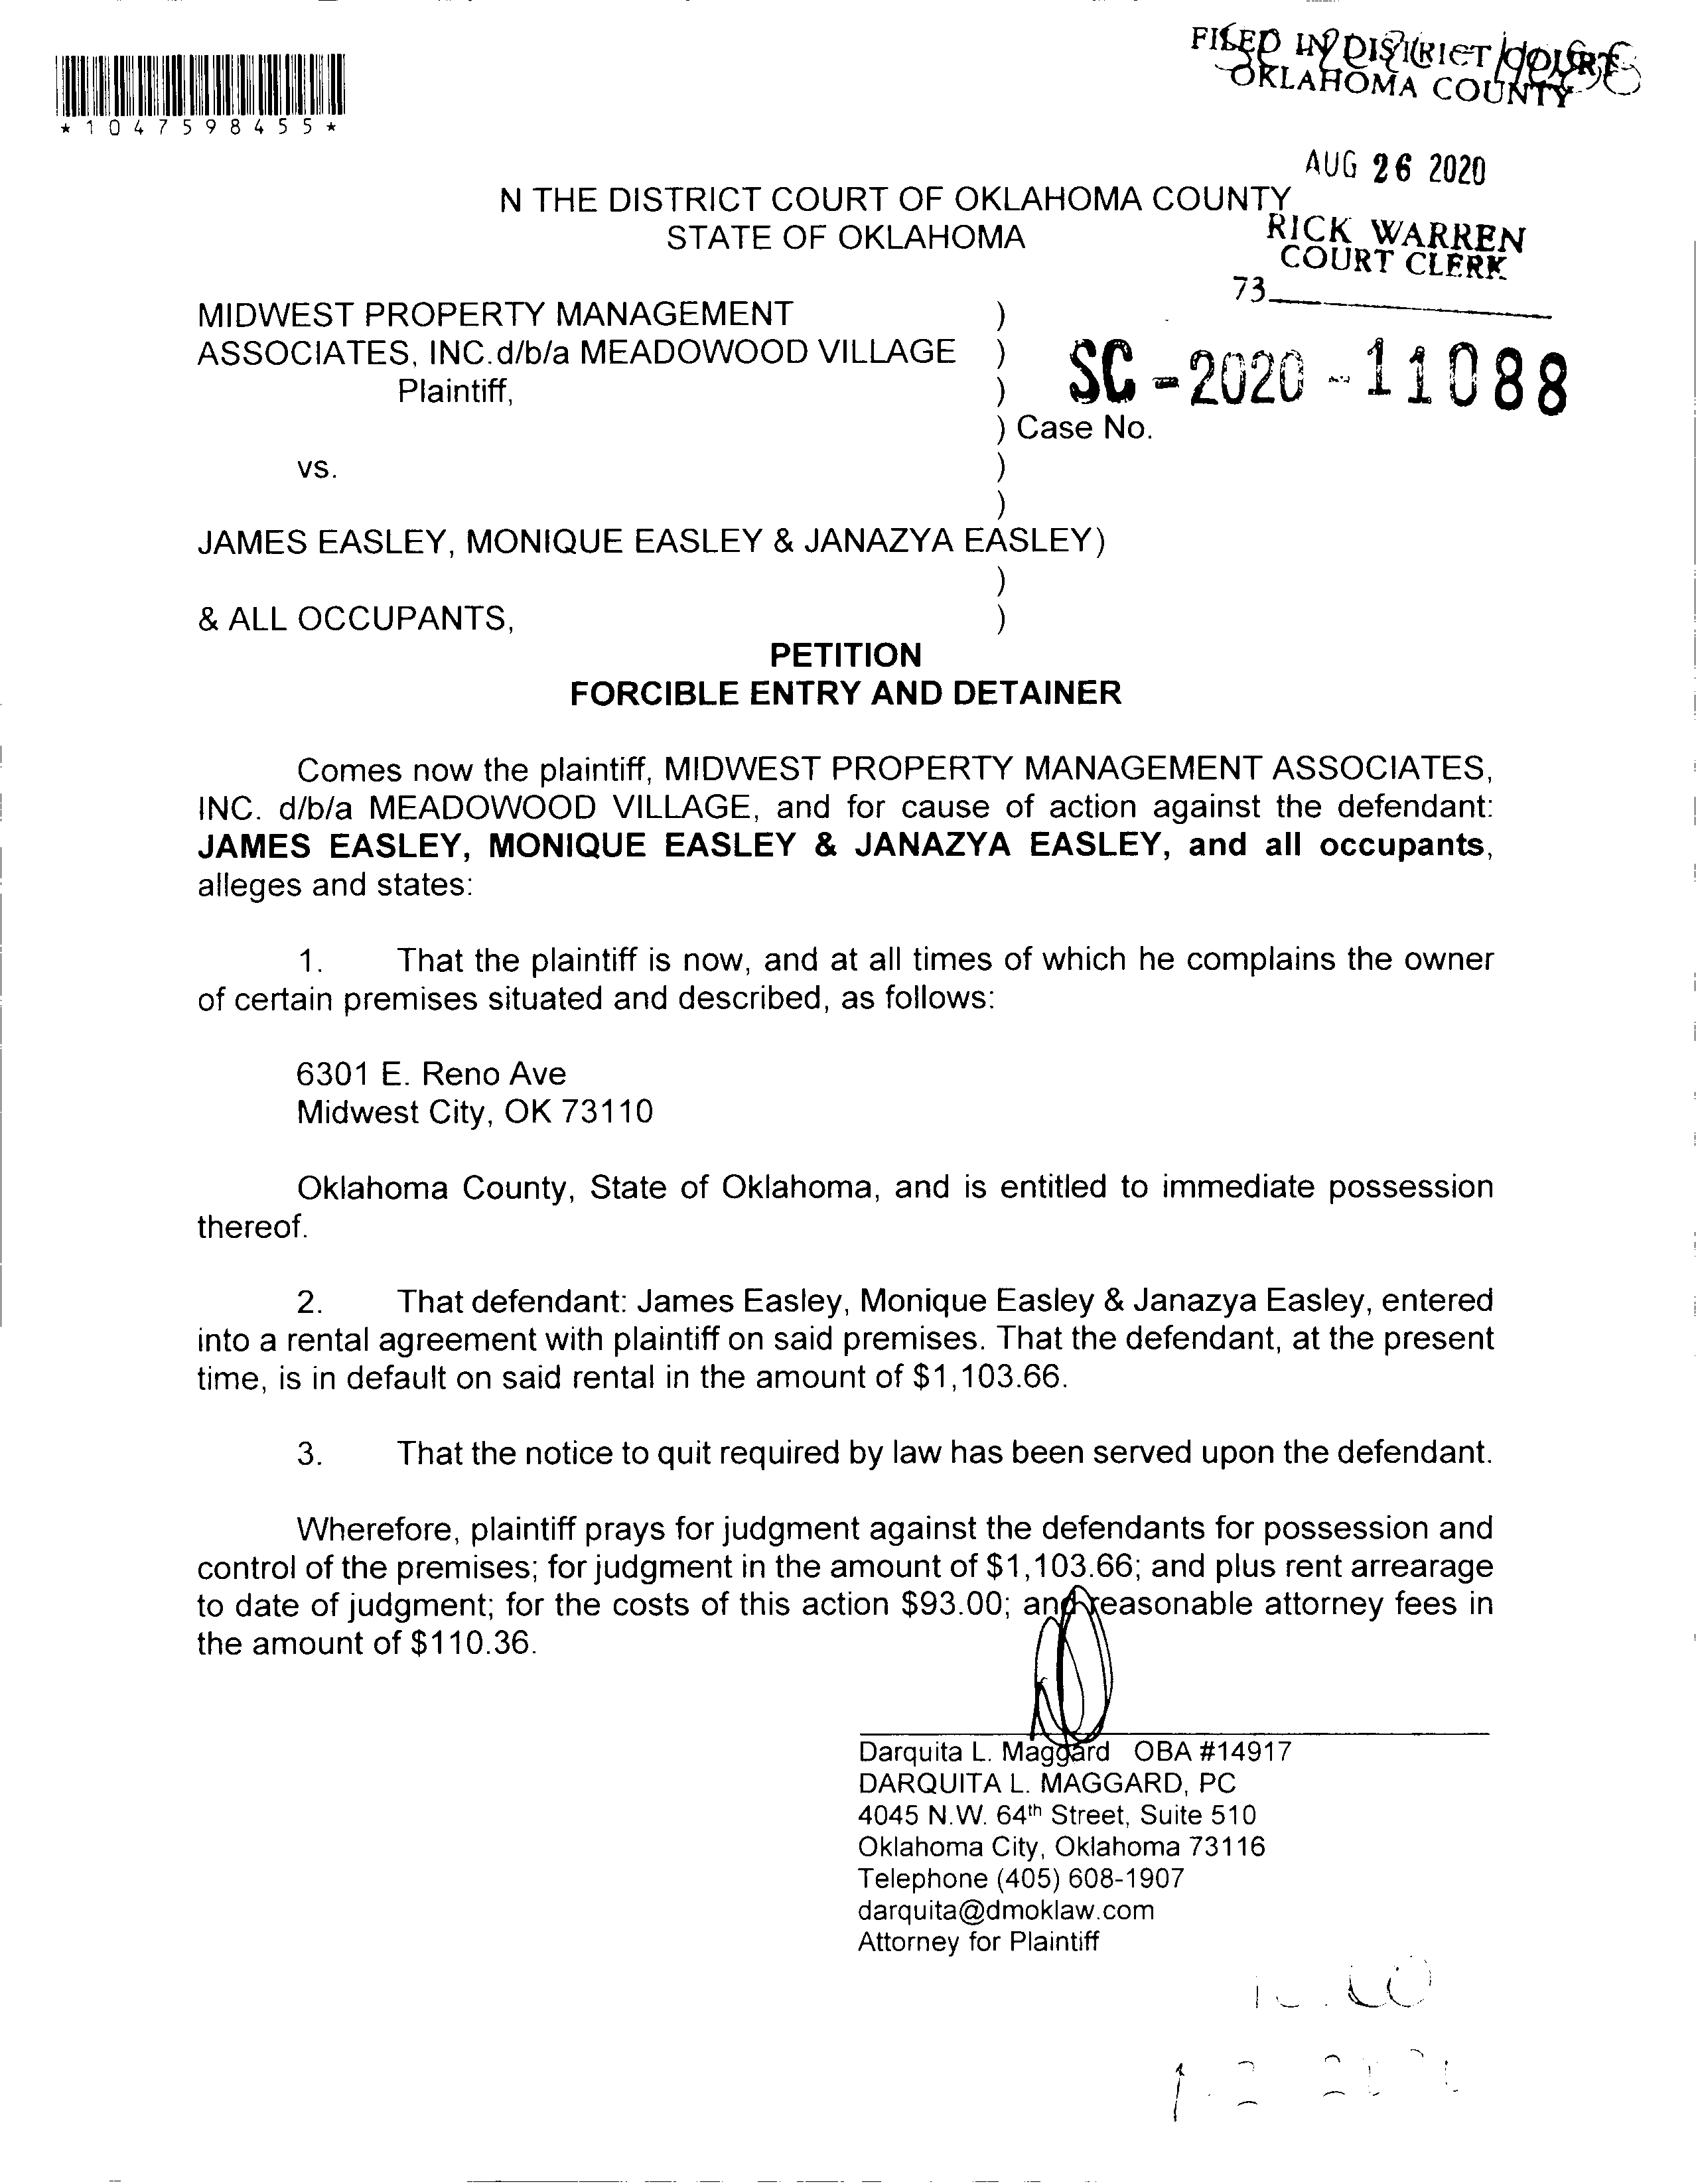 FILED IN DISTRICT COURT
OKLAHOMA COUNTY
*1047598455*
AUG 26 2020
N THE DISTRICT COURT OF OKLAHOMA COUNTY
STATE OF OKLAHOMA
RICK WARREN
COURT CLERK
73
MIDWEST PROPERTY MANAGEMENT )
ASSOCIATES, INC.d/b/a MEADOWOOD VILLAGE )
Plaintiff, )
SC-2020-11088
) Case No.
vs. )
)
JAMES EASLEY, MONIQUE EASLEY & JANAZYA EASLEY)
)
& ALL OCCUPANTS, )
PETITION
FORCIBLE ENTRY AND DETAINER
Comes now the plaintiff, MIDWEST PROPERTY MANAGEMENT ASSOCIATES,
INC. d/b/a MEADOWOOD VILLAGE, and for cause of action against the defendant:
JAMES EASLEY, MONIQUE EASLEY & JANAZYA EASLEY, and all occupants,
alleges and states:
1. That the plaintiff is now, and at all times of which he complains the owner
of certain premises situated and described, as follows:
6301 E. Reno Ave
Midwest City, OK 73110
Oklahoma County, State of Oklahoma, and is entitled to immediate possession
thereof.
2. That defendant: James Easley, Monique Easley & Janazya Easley, entered
into a rental agreement with plaintiff on said premises. That the defendant, at the present
time, is in default on said rental in the amount of $1,103.66.
3. That the notice to quit required by law has been served upon the defendant.
Wherefore, plaintiff prays for judgment against the defendants for possession and
control of the premises; for judgment in the amount of $1,103.66; and plus rent arrearage
to date of judgment; for the costs of this action $93.00; and reasonable attorney fees in
the amount of $110.36.
Darquita L. Maggard OBA #14917
DARQUITA L. MAGGARD, PC
4045 N.W. 64th Street, Suite 510
Oklahoma City, Oklahoma 73116
Telephone (405) 608-1907
darquita@dmoklaw.com
Attorney for Plaintiff